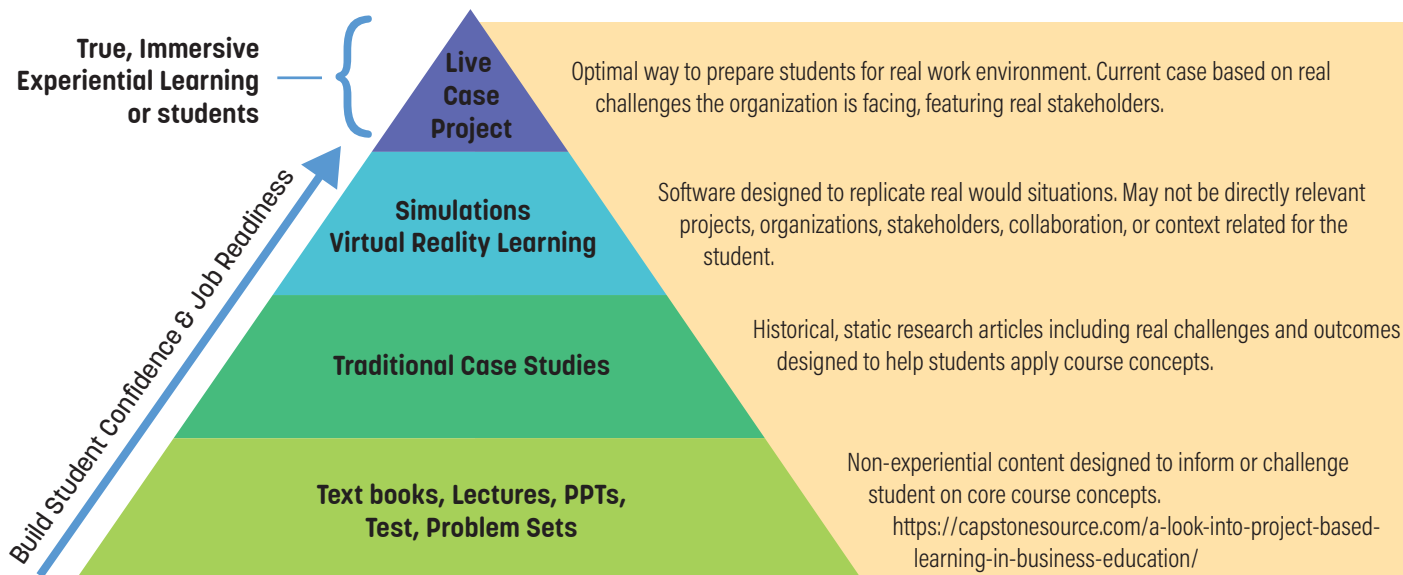 True, Immersive
Experiential Learning
or students
Live
Case
Project
Optimal way to prepare students for real work environment. Current case based on real
challenges the organization is facing, featuring real stakeholders.
Build Student Confidence & Job Readiness
Simulations
Virtual Reality Learning
Software designed to replicate real would situations. May not be directly relevant
projects, organizations, stakeholders, collaboration, or context related for the
student.
Traditional Case Studies
Historical, static research articles including real challenges and outcomes
designed to help students apply course concepts.
Text books, Lectures, PPTs,
Test, Problem Sets
Non-experiential content designed to inform or challenge
student on core course concepts.
https://capstonesource.com/a-look-into-project-based-
learning-in-business-education/